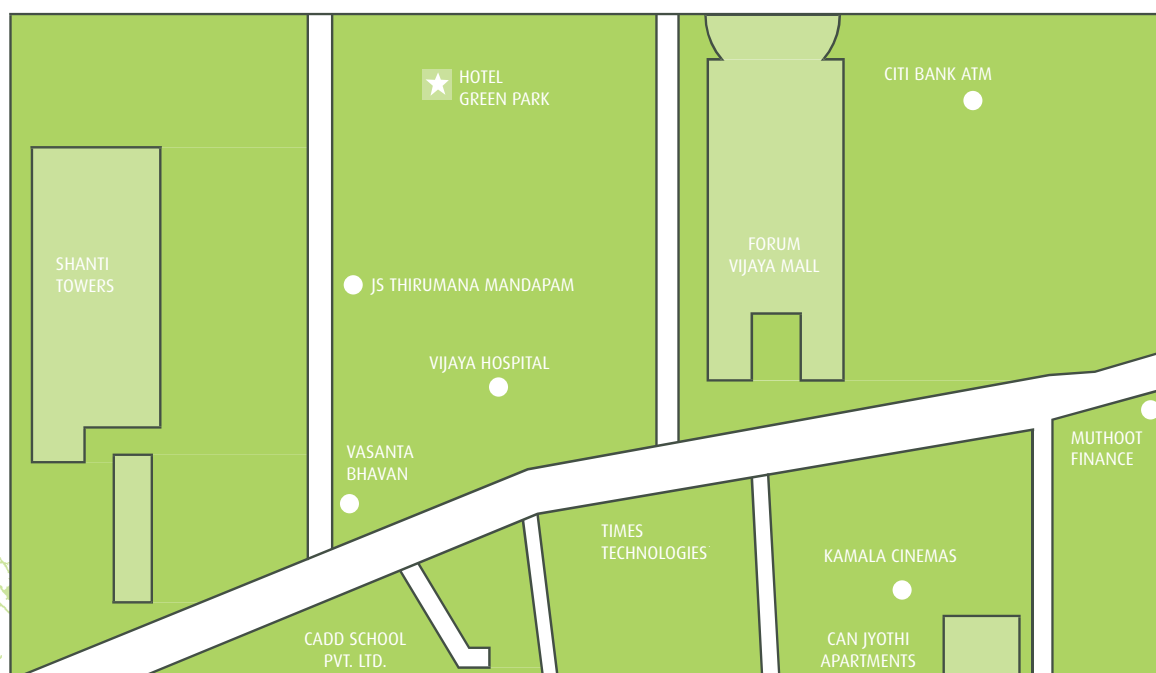 HOTEL
GREEN PARK
CITI BANK ATM
SHANTI
TOWERS
FORUM
VIJAYA MALL
JS THIRUMANA MANDAPAM
VIJAYA HOSPITAL
VASANTA
BHAVAN
MUTHOOT
FINANCE
TIMES
TECHNOLOGIES
KAMALA CINEMAS
CADD SCHOOL
PVT. LTD.
CAN JYOTHI
APARTMENTS